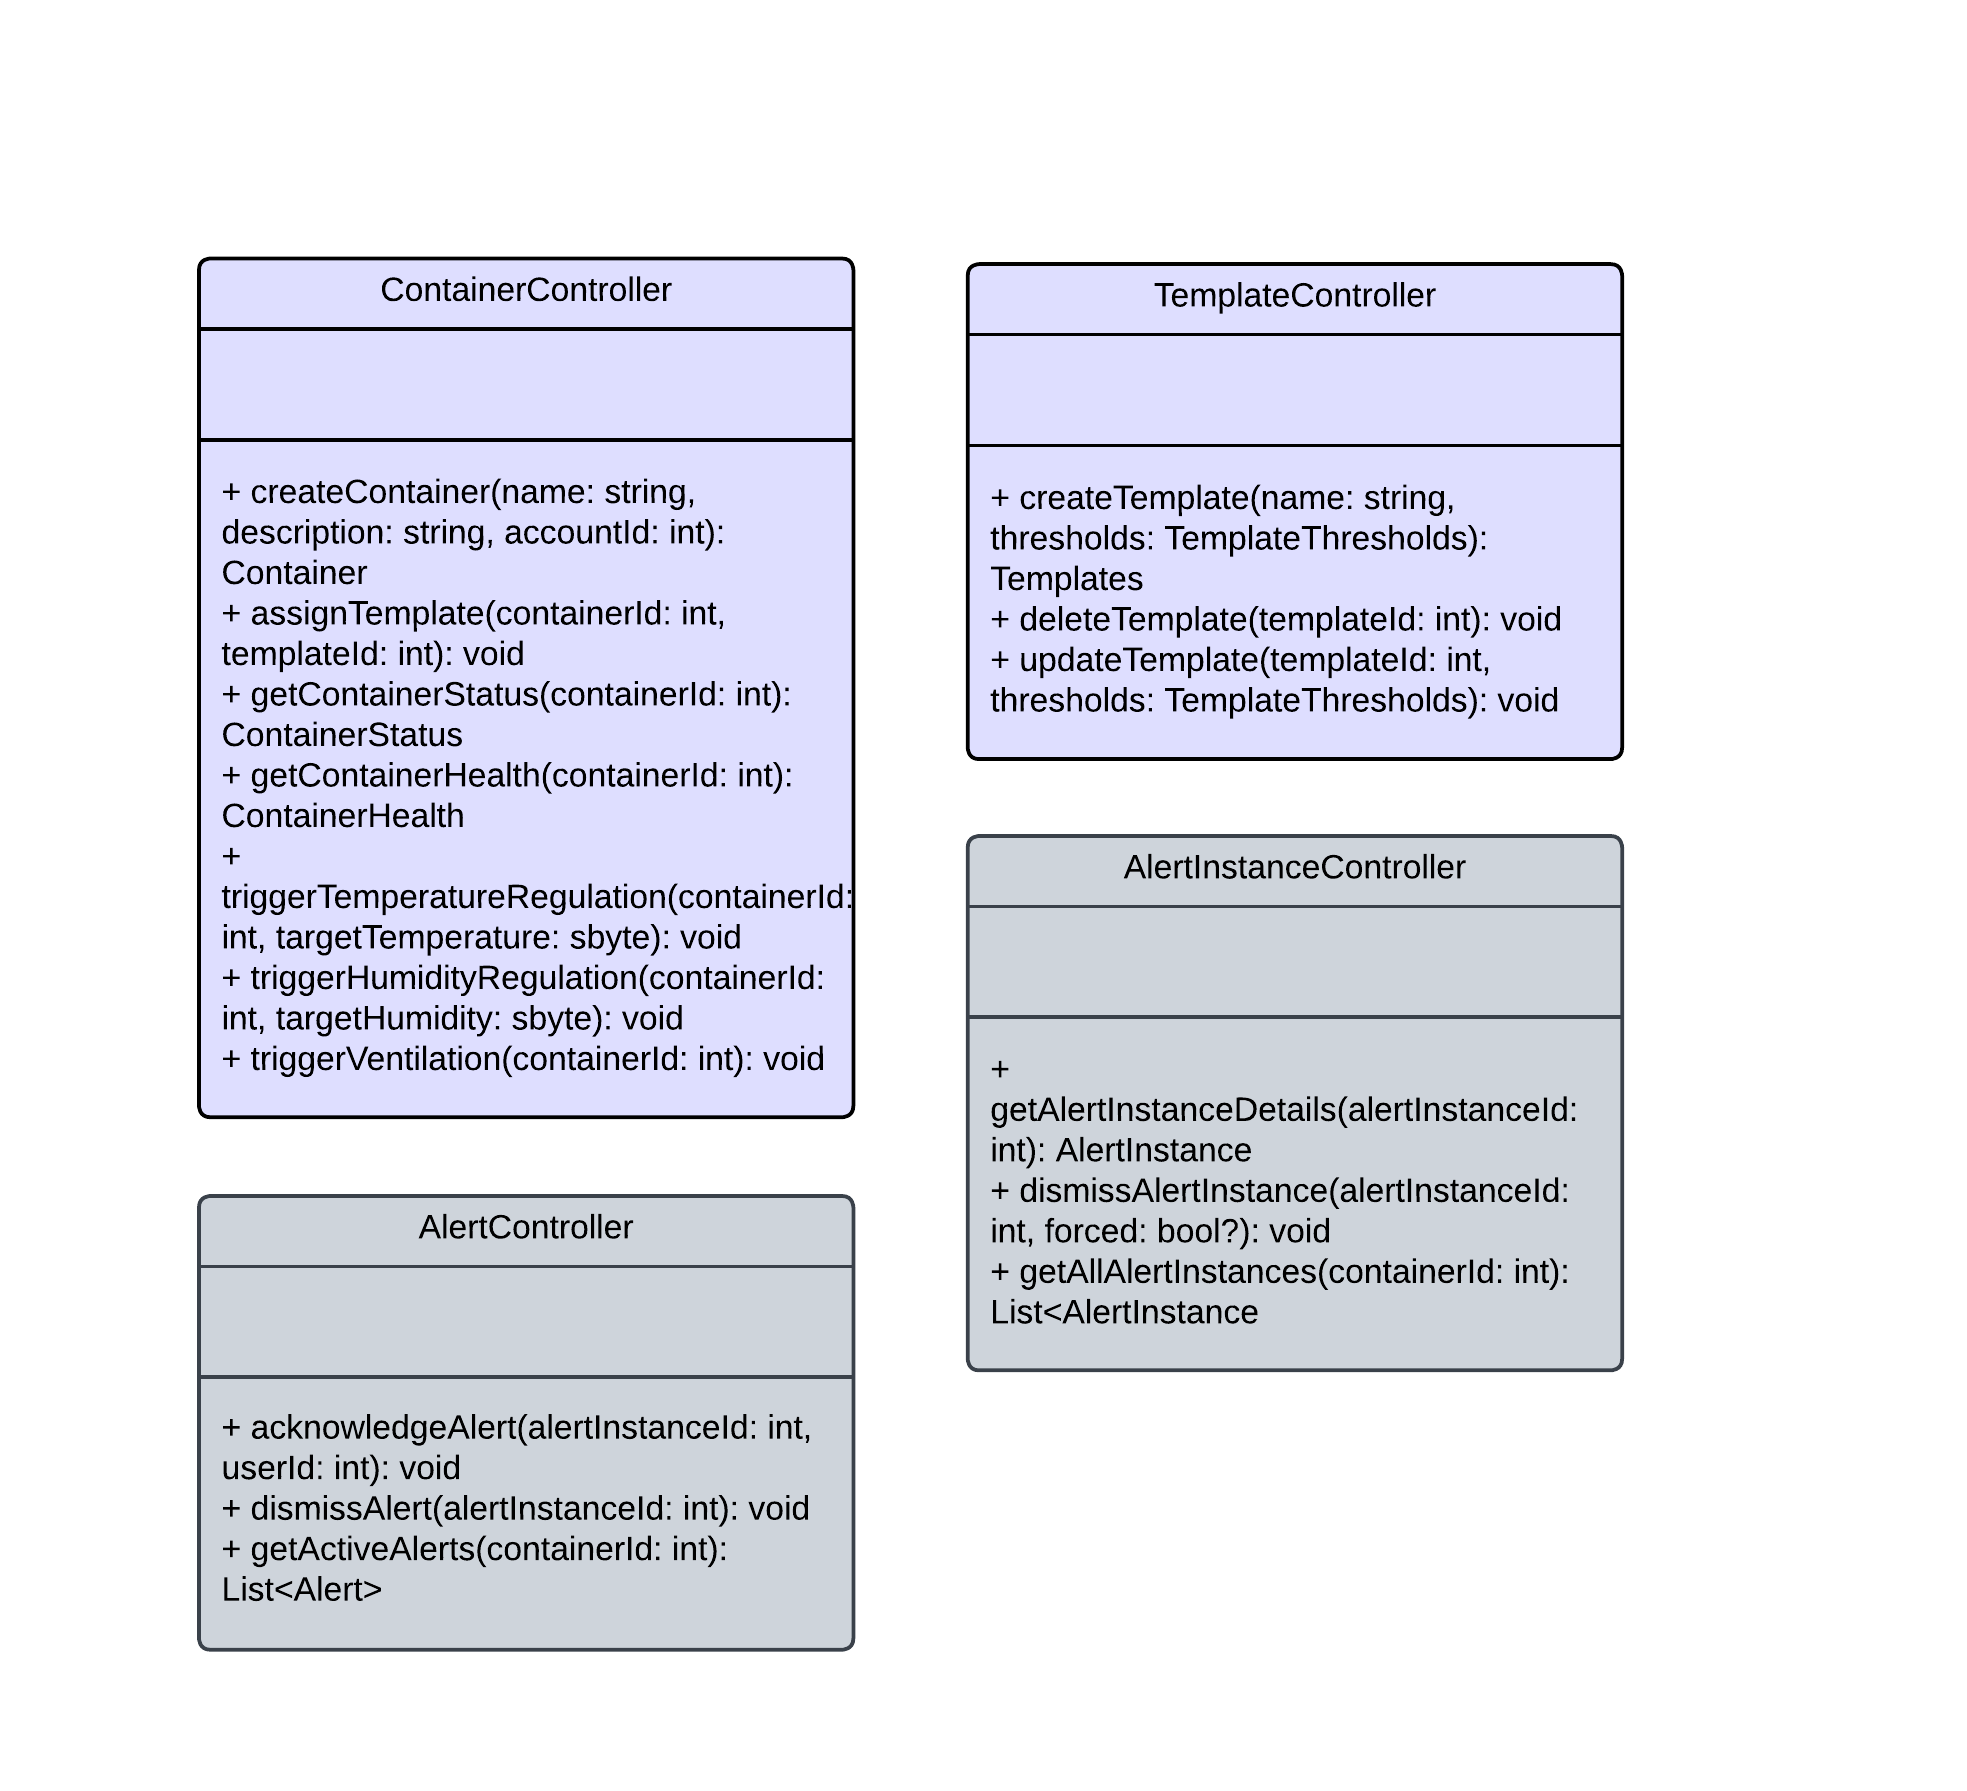 ContainerController
+ createContainer(name: string,
description: string, accountId: int):
Container
+ assignTemplate(containerId: int,
templateId: int): void
+ getContainerStatus(containerId: int):
ContainerStatus
+ getContainerHealth(containerId: int):
ContainerHealth
+
triggerTemperatureRegulation(containerId:
int, targetTemperature: sbyte): void
+ triggerHumidityRegulation(containerId:
int, targetHumidity: sbyte): void
+ triggerVentilation(containerId: int): void
TemplateController
+ createTemplate(name: string,
thresholds: TemplateThresholds):
Templates
+ deleteTemplate(templateId: int): void
+ updateTemplate(templateId: int,
thresholds: TemplateThresholds): void
AlertInstanceController
+
getAlertInstanceDetails(alertInstanceId:
int): AlertInstance
+ dismissAlertInstance(alertInstanceId:
int, forced: bool?): void
+ getAllAlertInstances(containerId: int):
List<AlertInstance
AlertController
+ acknowledgeAlert(alertInstanceId: int,
userId: int): void
+ dismissAlert(alertInstanceId: int): void
+ getActiveAlerts(containerId: int):
List<Alert>